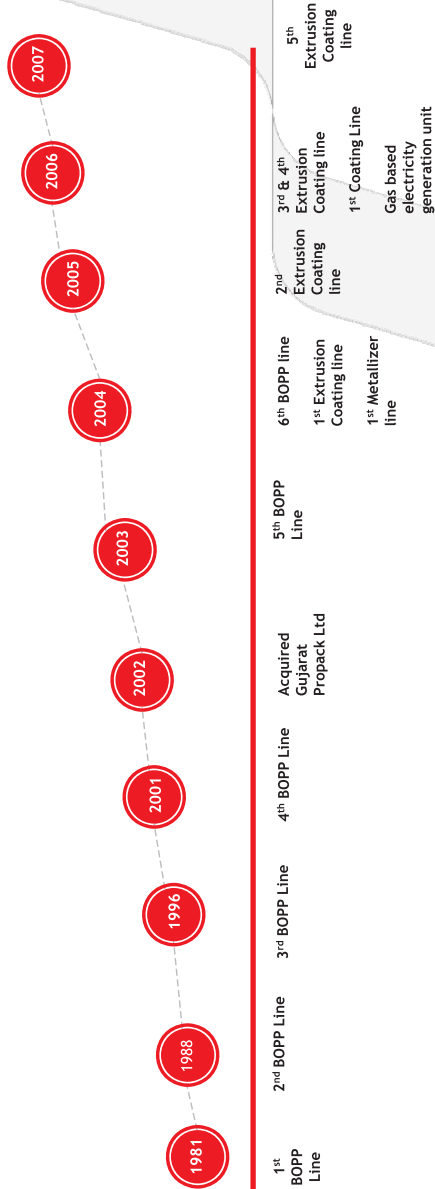 1981
1988
1996
2001
2002
2003
2004
2005
2006
2007
1st
BOPP
Line
2nd BOPP Line
3rd BOPP Line
4th BOPP Line
Acquired
Gujarat
Propack Ltd
5th BOPP
Line
6th BOPP line
1st Extrusion
Coating line
1st Metallizer
line
2nd
Extrusion
Coating
line
3rd & 4th
Extrusion
Coating line
1st Coating Line
Gas based
electricity
generation unit
5th
Extrusion
Coating
line